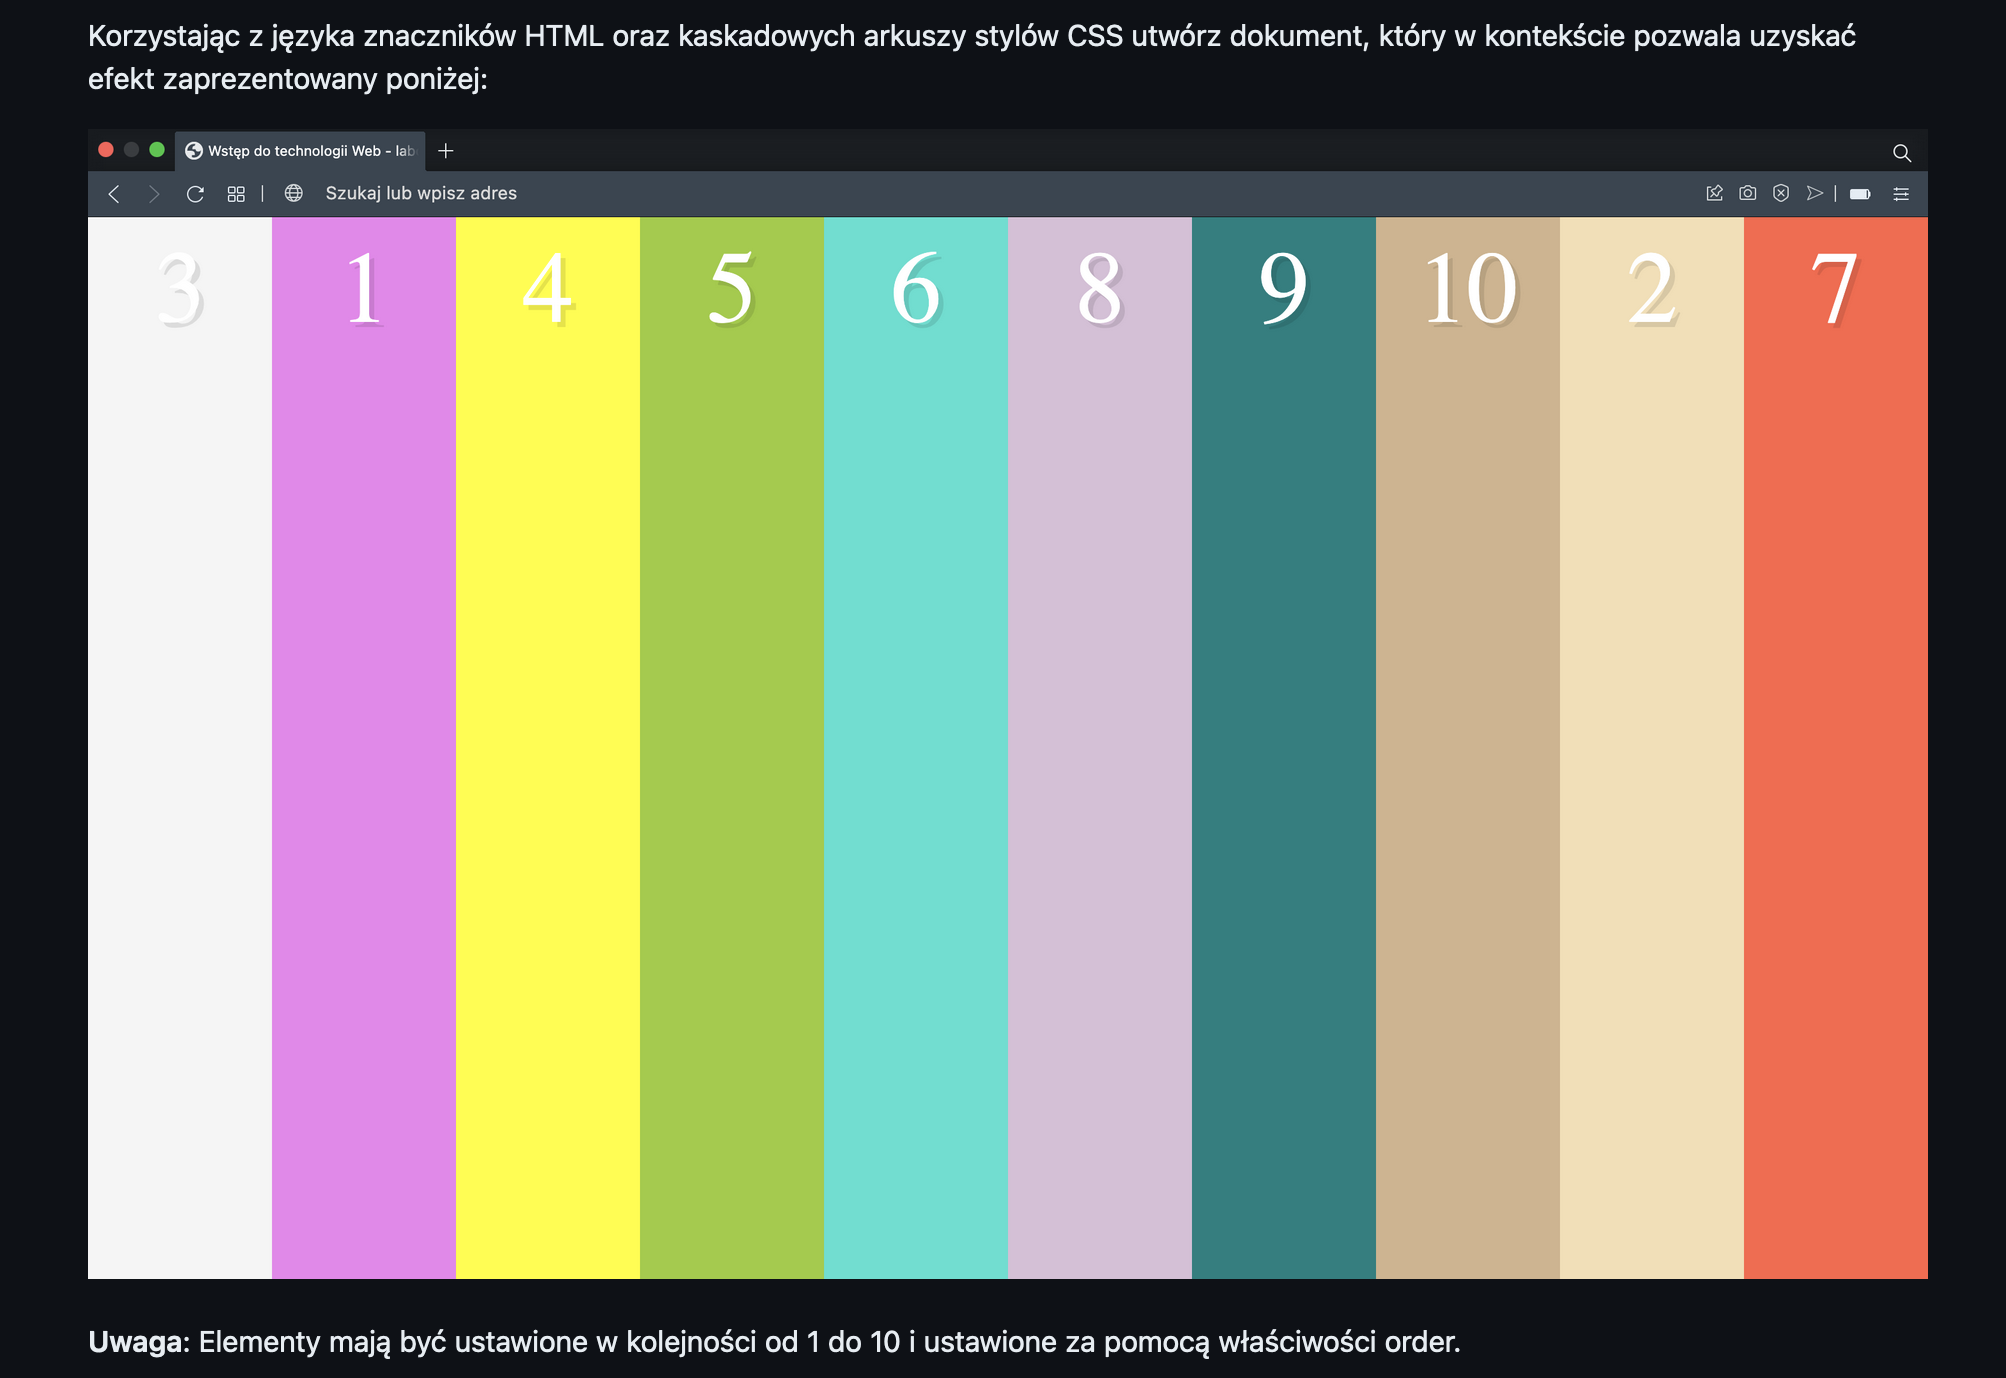 Korzystając z języka znaczników HTML oraz kaskadowych arkuszy stylów CSS utwórz dokument, który w kontekście pozwala uzyskać
efekt zaprezentowany poniżej:
Wstęp do technologii Web - lab
Szukaj lub wpisz adres
3 1 4 5 6 8 9 10 2 7
Uwaga: Elementy mają być ustawione w kolejności od 1 do 10 i ustawione za pomocą właściwości order.